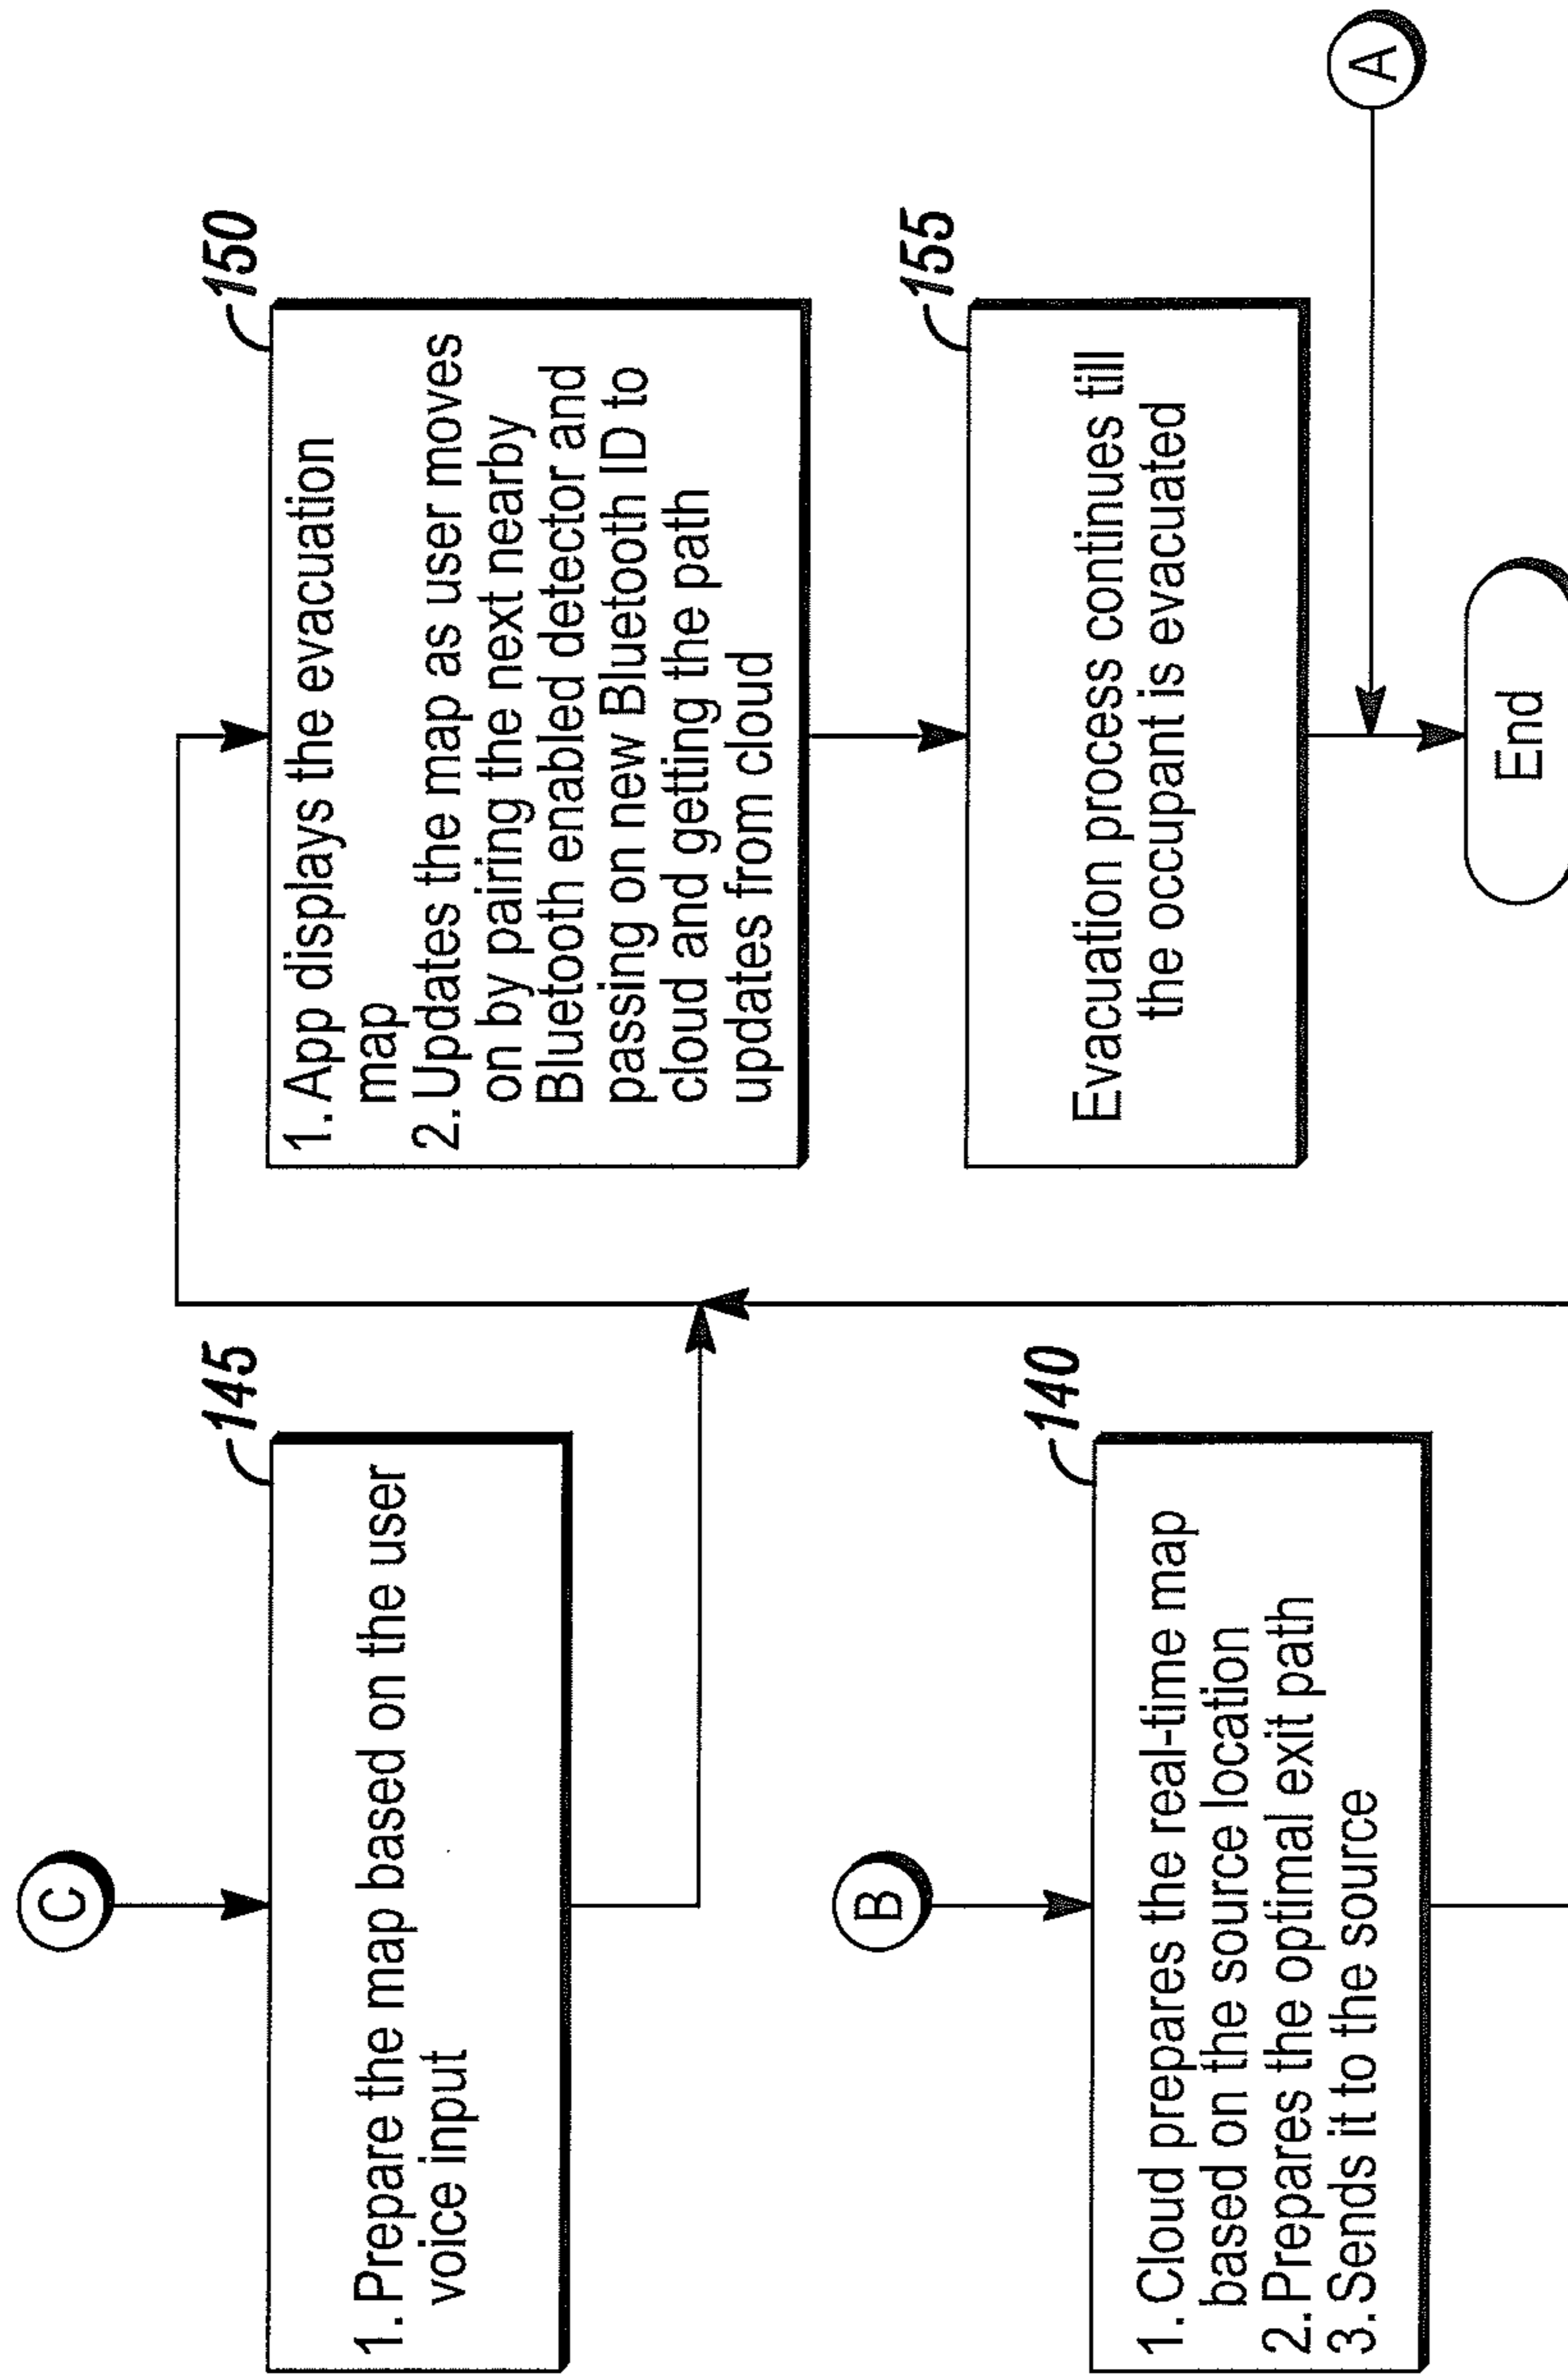 C
145
1. Prepare the map based on the user
voice input
B
140
1. Cloud prepares the real-time map
based on the source location
2. Prepares the optimal exit path
3. Sends it to the source
150
1. App displays the evacuation
map
2. Updates the map as user moves
on by pairing the next nearby
Bluetooth enabled detector and
passing on new Bluetooth ID to
cloud and getting the path
updates from cloud
155
Evacuation process continues till
the occupant is evacuated
A
End